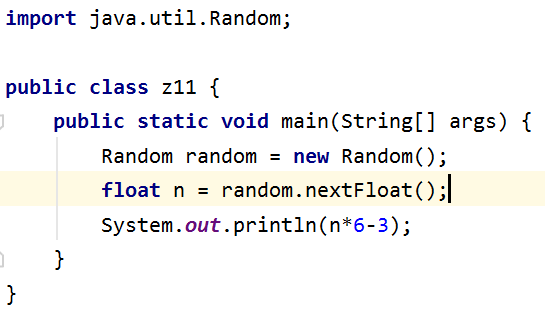 import java.util.Random;
public class z11 {
public static void main(String[] args) {
Random random = new Random();
float n = random.nextFloat();
System.out.println(n*6-3);
}
}